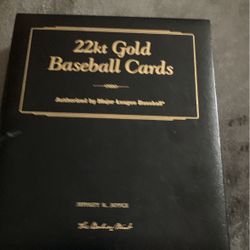 22kt Gold
Baseball Cards
Authorized by Major League Baseball
The Danbury Mint